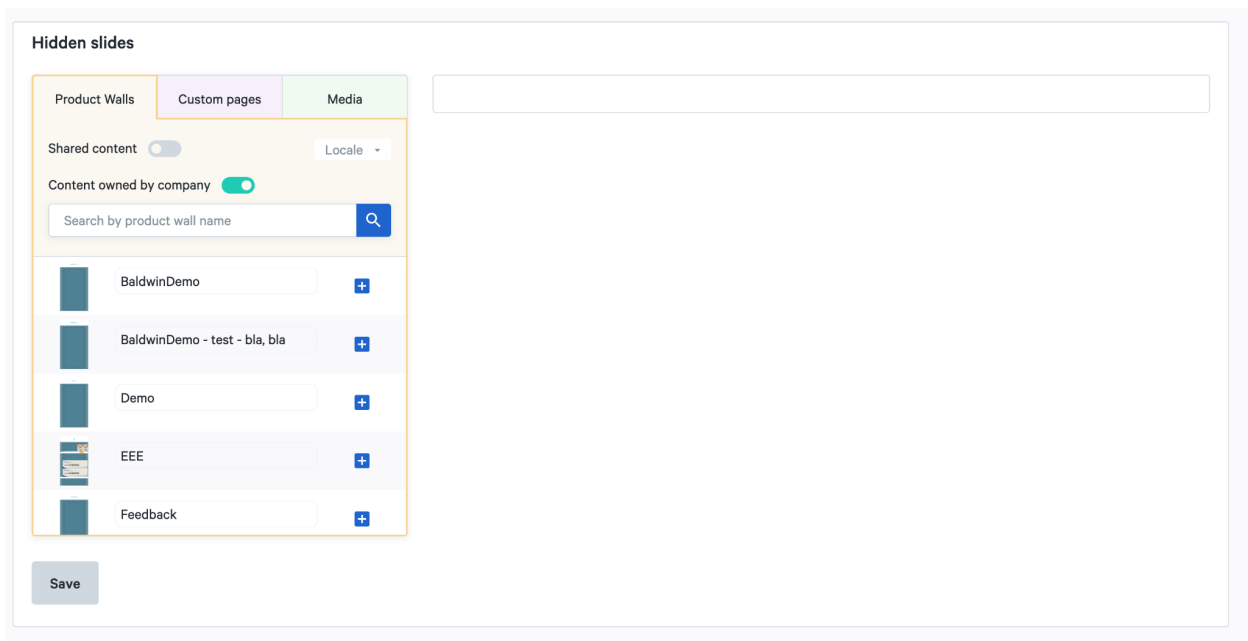 Hidden slides
Product Walls
Custom pages
Media
Shared content
Locale
Content owned by company
Search by product wall name
BaldwinDemo
BaldwinDemo - test - bla, bla
Demo
EEE
Feedback
Save